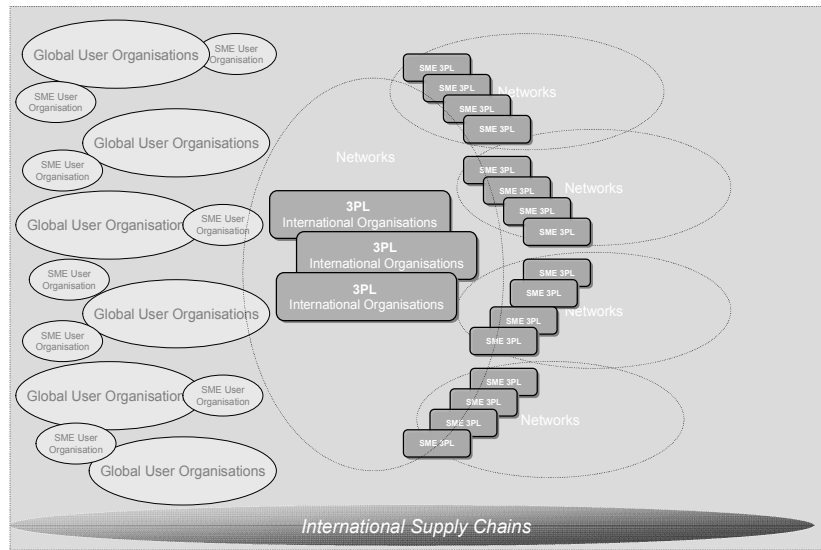 Global User Organisations
SME User
Organisation
SME User
Organisation
Global User Organisations
SME User
Organisation
Global User Organisation
SME User
Organisation
SME User
Organisation
Global User Organisations
SME User
Organisation
Global User Organisations
SME User
Organisation
SME User
Organisation
Global User Organisations
Networks
3PL
International Organisations
3PL
International Organisations
3PL
International Organisations
SME 3PL
SME 3PL
SME 3PL
SME 3PL
Networks
SME 3PL
SME 3PL
SME 3PL
SME 3PL
Networks
SME 3PL
SME 3PL
SME 3PL
SME 3PL
Networks
SME 3PL
SME 3PL
SME 3PL
SME 3PL
Networks
International Supply Chains